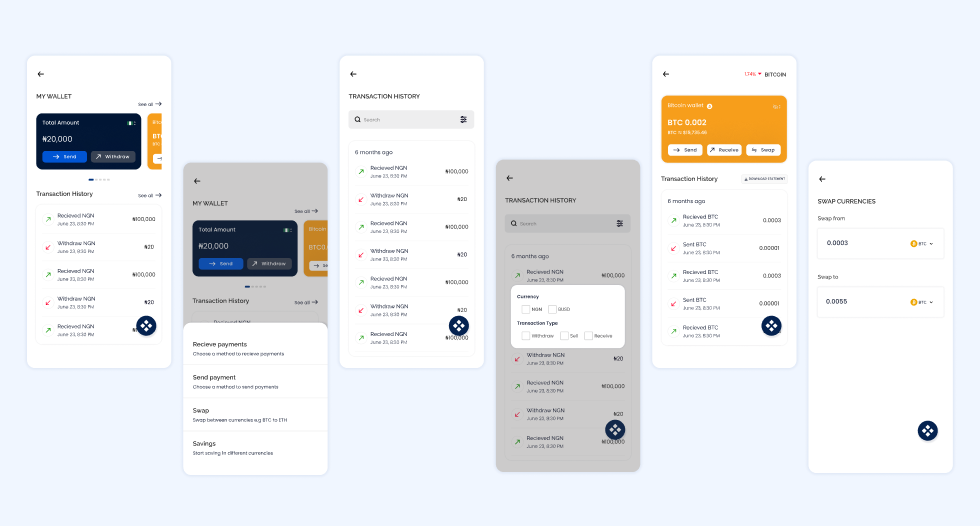 MY WALLET
See all
Total Amount
₦20,000
Send
Withdraw
Transaction History
See all
Recieved NGN
June 23, 8:30 PM
₦100,000
Withdraw NGN
June 23, 8:30 PM
₦20
Recieved NGN
June 23, 8:30 PM
₦100,000
Withdraw NGN
June 23, 8:30 PM
₦20
Recieved NGN
June 23, 8:30 PM
MY WALLET
See all
Total Amount
₦20,000
Send
Withdraw
Transaction History
See all
Recieve payments
Choose a method to recieve payments
Send payment
Choose a method to send payments
Swap
Swap between currencies e.g BTC to ETH
Savings
Start saving in different currencies
TRANSACTION HISTORY
Search
6 months ago
Recieved NGN
June 23, 8:30 PM
₦100,000
Withdraw NGN
June 23, 8:30 PM
₦20
Recieved NGN
June 23, 8:30 PM
₦100,000
Withdraw NGN
June 23, 8:30 PM
₦20
Recieved NGN
June 23, 8:30 PM
₦100,000
Withdraw NGN
June 23, 8:30 PM
₦20
Recieved NGN
June 23, 8:30 PM
₦100,000
TRANSACTION HISTORY
Search
6 months ago
Recieved NGN
₦100,000
Currency
NGN
BUSD
Transaction Type
Withdraw
Sell
Receive
Withdraw NGN
June 23, 8:30 PM
₦20
Recieved NGN
June 23, 8:30 PM
₦100,000
Withdraw NGN
June 23, 8:30 PM
₦20
Recieved NGN
June 23, 8:30 PM
₦100,000
1.74%
BITCOIN
Bitcoin wallet
BTC 0.002
Send
Receive
Swap
Transaction History
DOWNLOAD STATEMENT
6 months ago
Recieved BTC
June 23, 8:30 PM
0.0003
Sent BTC
June 23, 8:30 PM
0.00001
Recieved BTC
June 23, 8:30 PM
0.0003
Sent BTC
June 23, 8:30 PM
0.00001
Recieved BTC
June 23, 8:30 PM
SWAP CURRENCIES
Swap from
0.0003
BTC
Swap to
0.0055
BTC